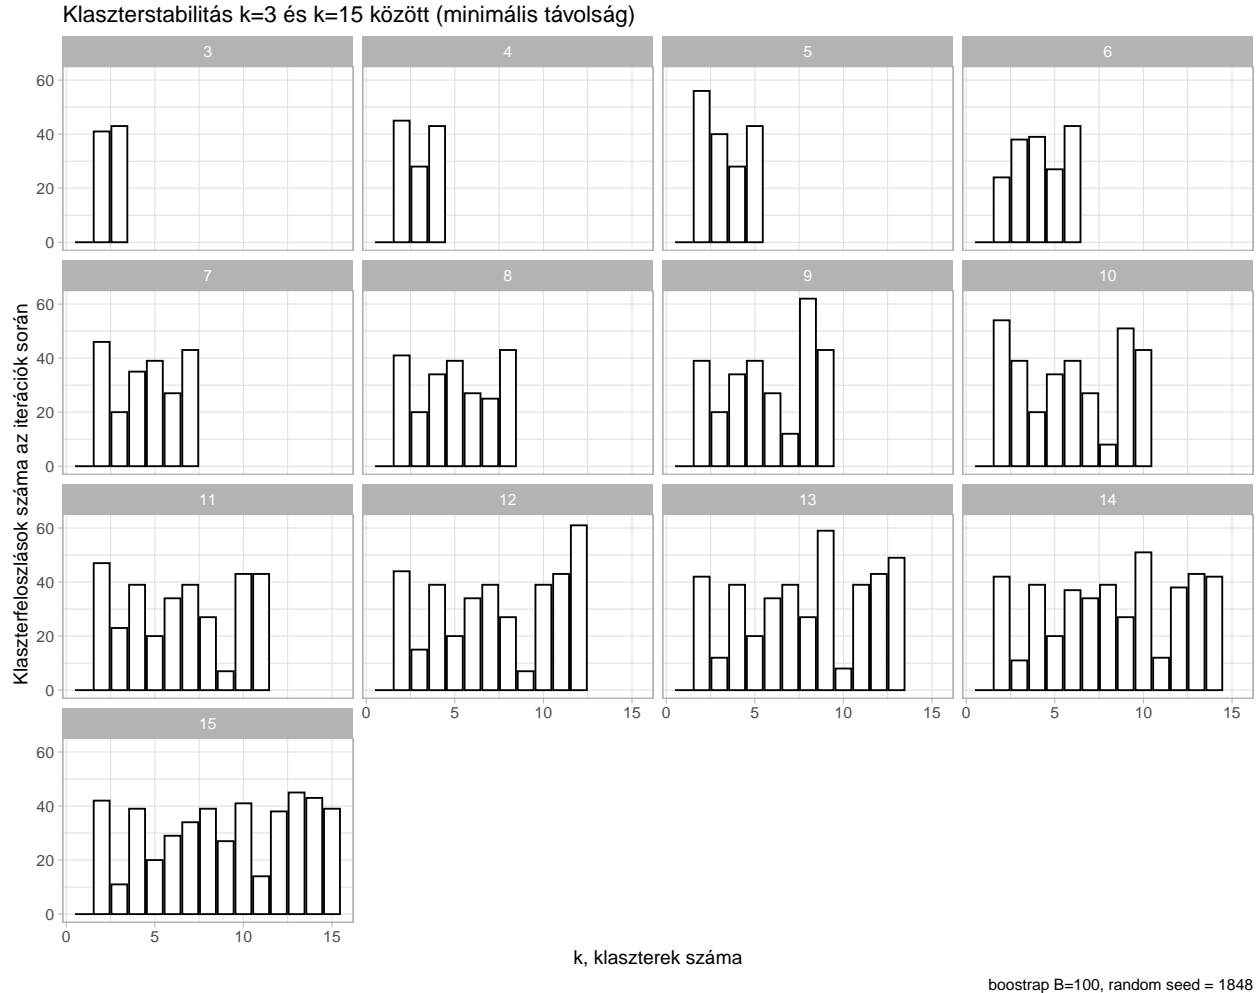 Klaszterstabilitás k=3 és k=15 között (minimális távolság)
3 4 5 6
60
40
20
0
7 8 9 10
60
40
20
0
11 12 13 14
60
40
20
0
0 5 10 15 0 5 10 15 0 5 10 15
15
60
40
20
0
0 5 10 15
Klaszterfeloszlások száma az iterációk során
k, klaszterek száma
boostrap B=100, random seed = 1848